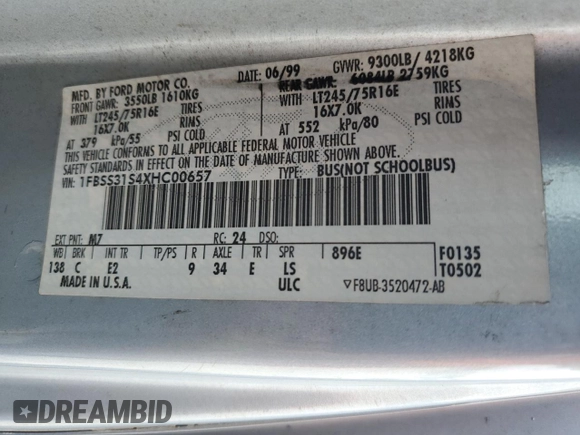 MFD. BY FORD MOTOR CO.
DATE: 06/99 GVWR: 9300LB/ 4218KG
FRONT GAWR: 3550LB 1610KG
REAR GAWR: 6084LB 2759KG
WITH LT245/75R16E TIRES
WITH LT245/75R16E TIRES
16X7.0K RIMS
16X7.0K RIMS
AT 379 kPa/55 PSI COLD
AT 552 kPa/80 PSI COLD
THIS VEHICLE CONFORMS TO ALL APPLICABLE FEDERAL MOTOR VEHICLE
SAFETY STANDARDS IN EFFECT ON THE DATE OF MANUFACTURE SHOWN ABOVE.
VIN: 1FBSS31S4XHC00657 TYPE: BUS(NOT SCHOOLBUS)
EXT PNT: M7 RC: 24 DSO:
WB BRK INT TR TP/PS R AXLE TR SPR 896E F0135
138 C E2 9 34 E LS T0502
MADE IN U.S.A. ULC F8UB-3520472-AB
DREAMBID